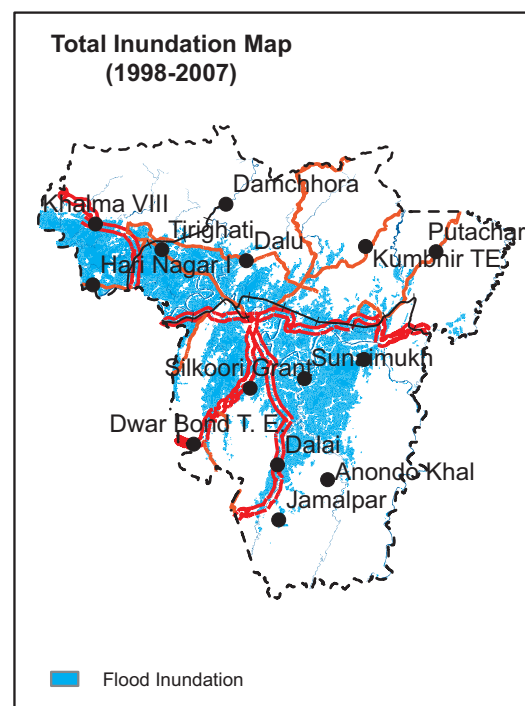 Total Inundation Map
(1998-2007)
Damchhora
Khalma VIII
Tirighati
Putachar
Dalu
Kumbhir TE
Hari Nagar I
Sunaimukh
Silkoori Grant
Dwar Bond T. E.
Dalai
Anondo Khal
Jamalpar
Flood Inundation